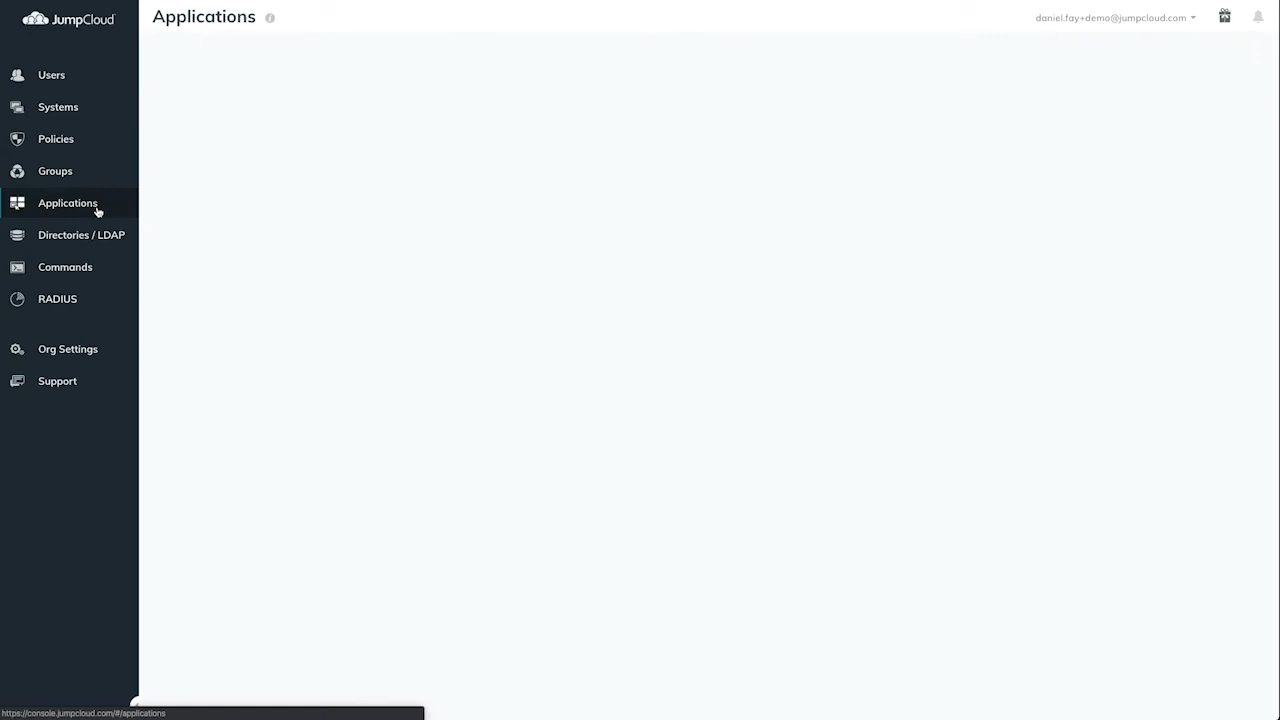 JumpCloud
Applications
daniel.fay+demo@jumpcloud.com
Users
Systems
Policies
Groups
Applications
Directories / LDAP
Commands
RADIUS
Org Settings
Support
https://console.jumpcloud.com/#/applications